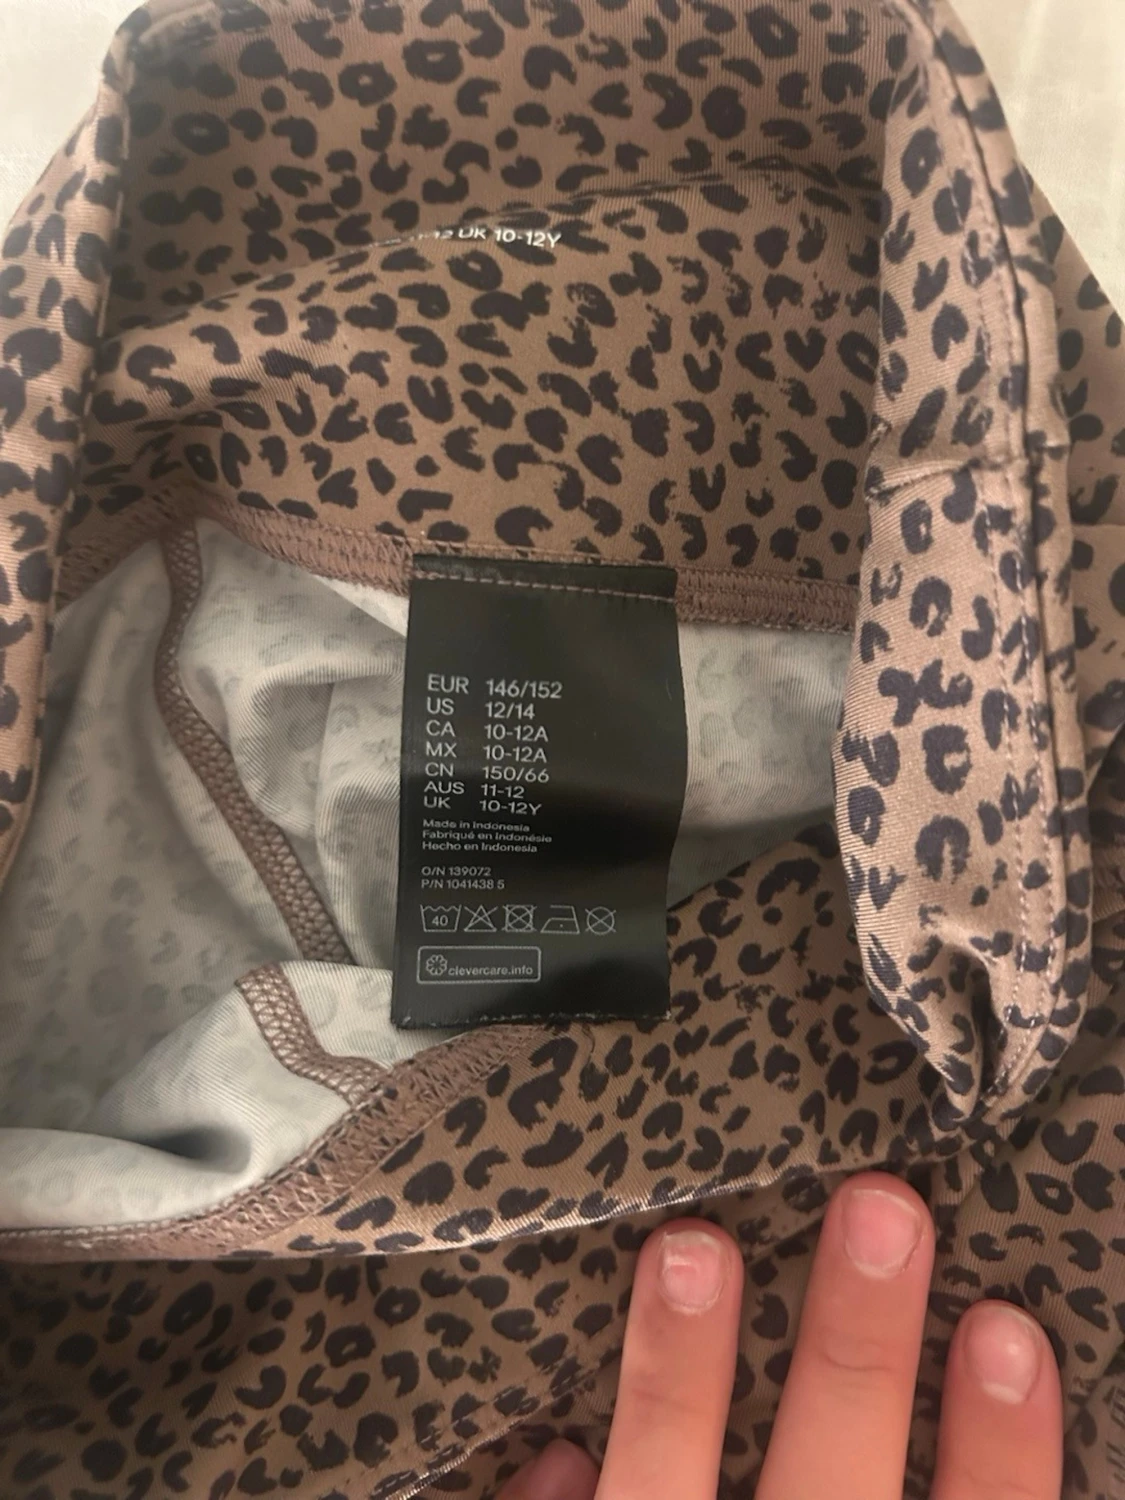 12 UK 10-12Y
EUR 146/152
US 12/14
CA 10-12A
MX 10-12A
CN 150/66
AUS 11-12
UK 10-12Y
Made in Indonesia
Fabriqué en Indonésie
Hecho en Indonesia
O/N 139072
P/N 1041438 5
40
clevercare.info